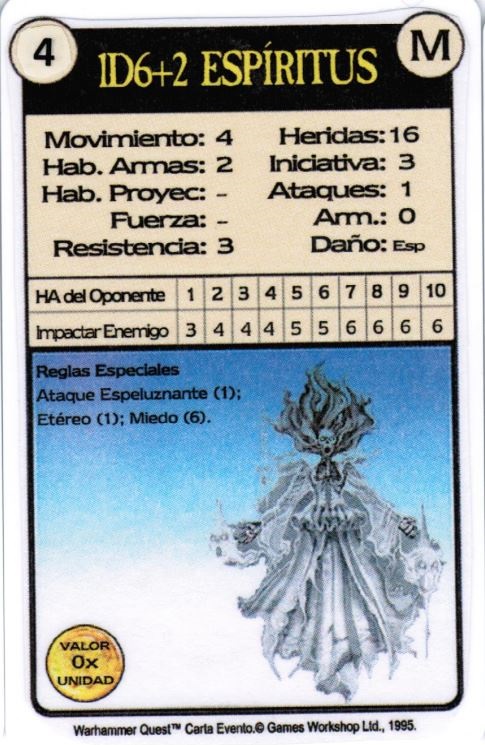 4
M
1D6+2 ESPÍRITUS
Movimiento: 4 Heridas: 16
Hab. Armas: 2 Iniciativa: 3
Hab. Proyec: - Ataques: 1
Fuerza: - Arm.: 0
Resistencia: 3 Daño: Esp
HA del Oponente 1 2 3 4 5 6 7 8 9 10
Impactar Enemigo 3 4 4 4 5 5 6 6 6 6
Reglas Especiales
Ataque Espeluznante (1);
Etéreo (1); Miedo (6).
VALOR
0x
UNIDAD
Warhammer Quest™ Carta Evento.© Games Workshop Ltd., 1995.